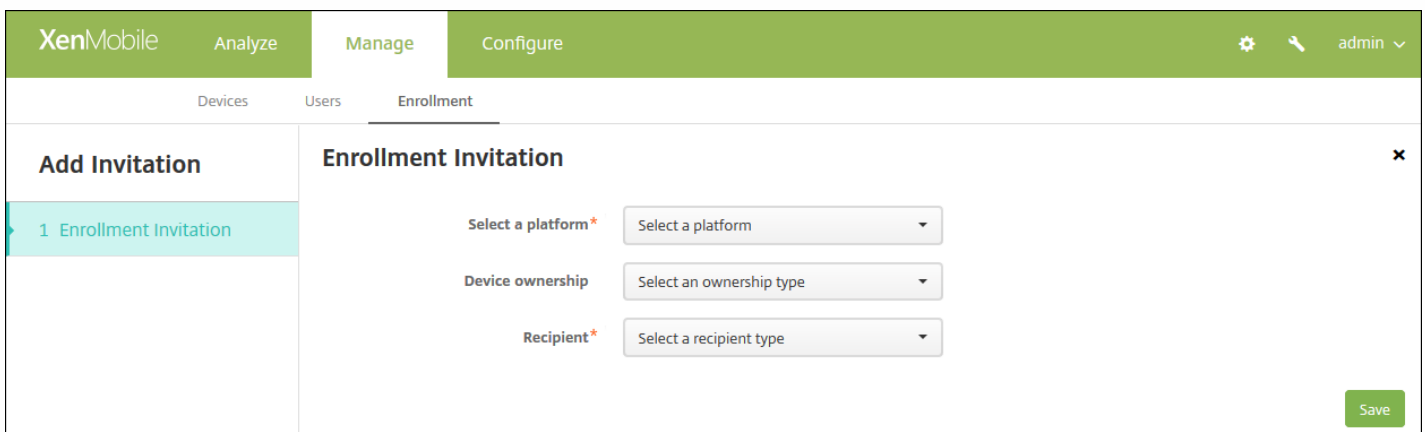 XenMobile Analyze Manage Configure admin
Devices Users Enrollment
Add Invitation
1 Enrollment Invitation
Enrollment Invitation
Select a platform* Select a platform
Device ownership Select an ownership type
Recipient* Select a recipient type
Save